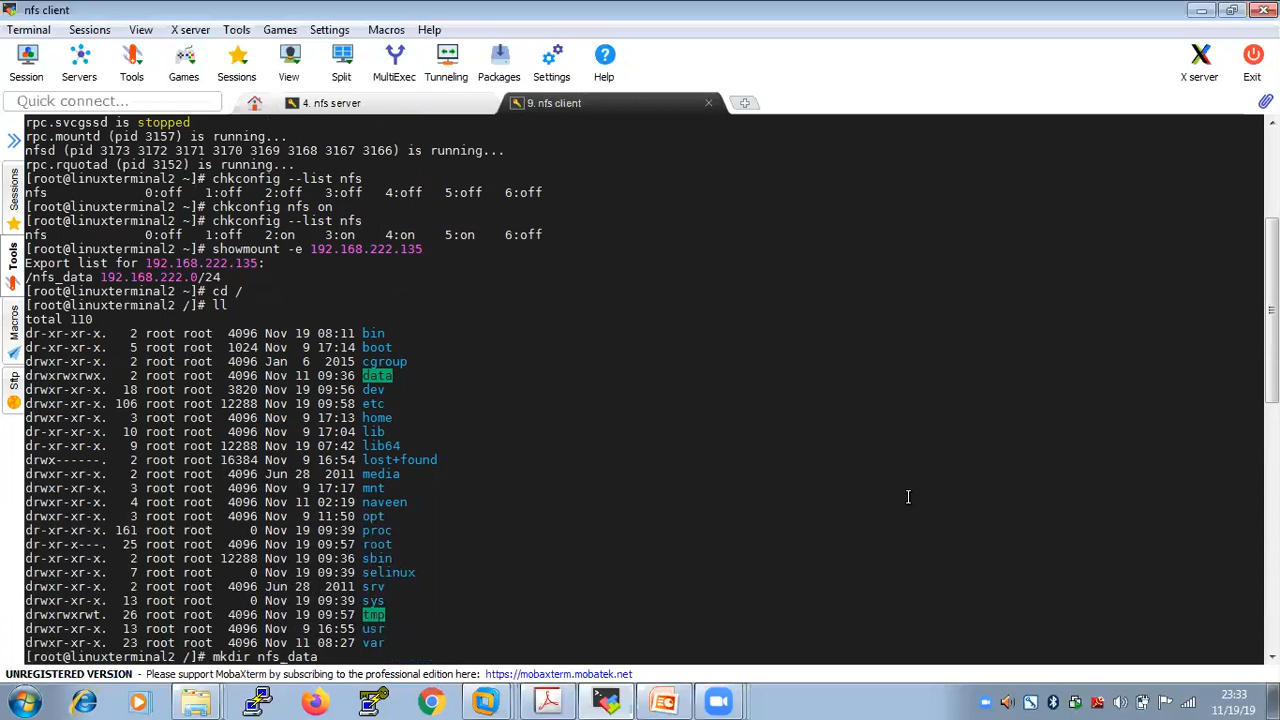 nfs client
Terminal Sessions View X server Tools Games Settings Macros Help
Session Servers Tools Games Sessions View Split MultiExec Tunneling Packages Settings Help X server Exit
Quick connect... 4. nfs server 9. nfs client
Sessions
Tools
Macros
Sftp
rpc.svcgssd is stopped
rpc.mountd (pid 3157) is running...
nfsd (pid 3173 3172 3171 3170 3169 3168 3167 3166) is running...
rpc.rquotad (pid 3152) is running...
[root@linuxterminal2 ~]# chkconfig --list nfs
nfs 0:off 1:off 2:off 3:off 4:off 5:off 6:off
[root@linuxterminal2 ~]# chkconfig nfs on
[root@linuxterminal2 ~]# chkconfig --list nfs
nfs 0:off 1:off 2:on 3:on 4:on 5:on 6:off
[root@linuxterminal2 ~]# showmount -e 192.168.222.135
Export list for 192.168.222.135:
/nfs_data 192.168.222.0/24
[root@linuxterminal2 ~]# cd /
[root@linuxterminal2 /]# ll
total 110
dr-xr-xr-x. 2 root root 4096 Nov 19 08:11 bin
dr-xr-xr-x. 5 root root 1024 Nov 9 17:14 boot
drwxr-xr-x. 2 root root 4096 Jan 6 2015 cgroup
drwxrwxrwx. 2 root root 4096 Nov 11 09:36 data
drwxr-xr-x. 18 root root 3820 Nov 19 09:56 dev
drwxr-xr-x. 106 root root 12288 Nov 19 09:58 etc
drwxr-xr-x. 3 root root 4096 Nov 9 17:13 home
dr-xr-xr-x. 10 root root 4096 Nov 9 17:04 lib
dr-xr-xr-x. 9 root root 12288 Nov 19 07:42 lib64
drwx------. 2 root root 16384 Nov 9 16:54 lost+found
drwxr-xr-x. 2 root root 4096 Jun 28 2011 media
drwxr-xr-x. 3 root root 4096 Nov 9 17:17 mnt
drwxr-xr-x. 4 root root 4096 Nov 11 02:19 naveen
drwxr-xr-x. 3 root root 4096 Nov 9 11:50 opt
dr-xr-xr-x. 161 root root 0 Nov 19 09:39 proc
dr-xr-x---. 25 root root 4096 Nov 19 09:57 root
dr-xr-xr-x. 2 root root 12288 Nov 19 09:36 sbin
drwxr-xr-x. 7 root root 0 Nov 19 09:39 selinux
drwxr-xr-x. 2 root root 4096 Jun 28 2011 srv
drwxr-xr-x. 13 root root 0 Nov 19 09:39 sys
drwxrwxrwt. 26 root root 4096 Nov 19 09:57 tmp
drwxr-xr-x. 13 root root 4096 Nov 9 16:55 usr
drwxr-xr-x. 23 root root 4096 Nov 11 08:27 var
[root@linuxterminal2 /]# mkdir nfs_data
UNREGISTERED VERSION - Please support MobaXterm by subscribing to the professional edition here: https://mobaxterm.mobatek.net
23:33
11/19/19